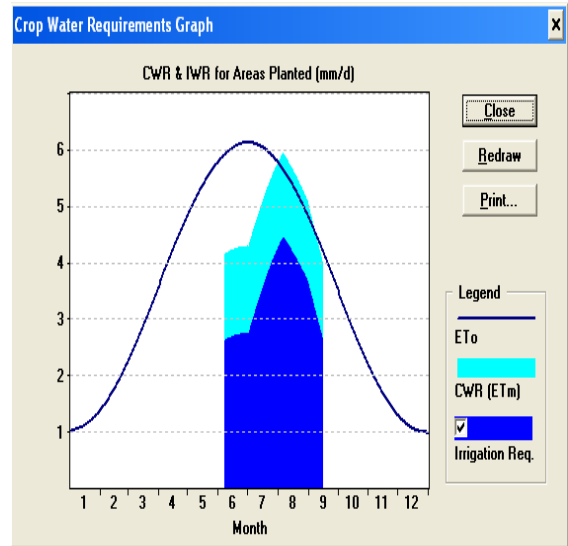 Crop Water Requirements Graph
x
CWR & IWR for Areas Planted (mm/d)
Close
Redraw
Print...
6
5
4
3
2
1
1 2 3 4 5 6 7 8 9 10 11 12
Month
Legend
ETo
CWR (ETm)
Irrigation Req.